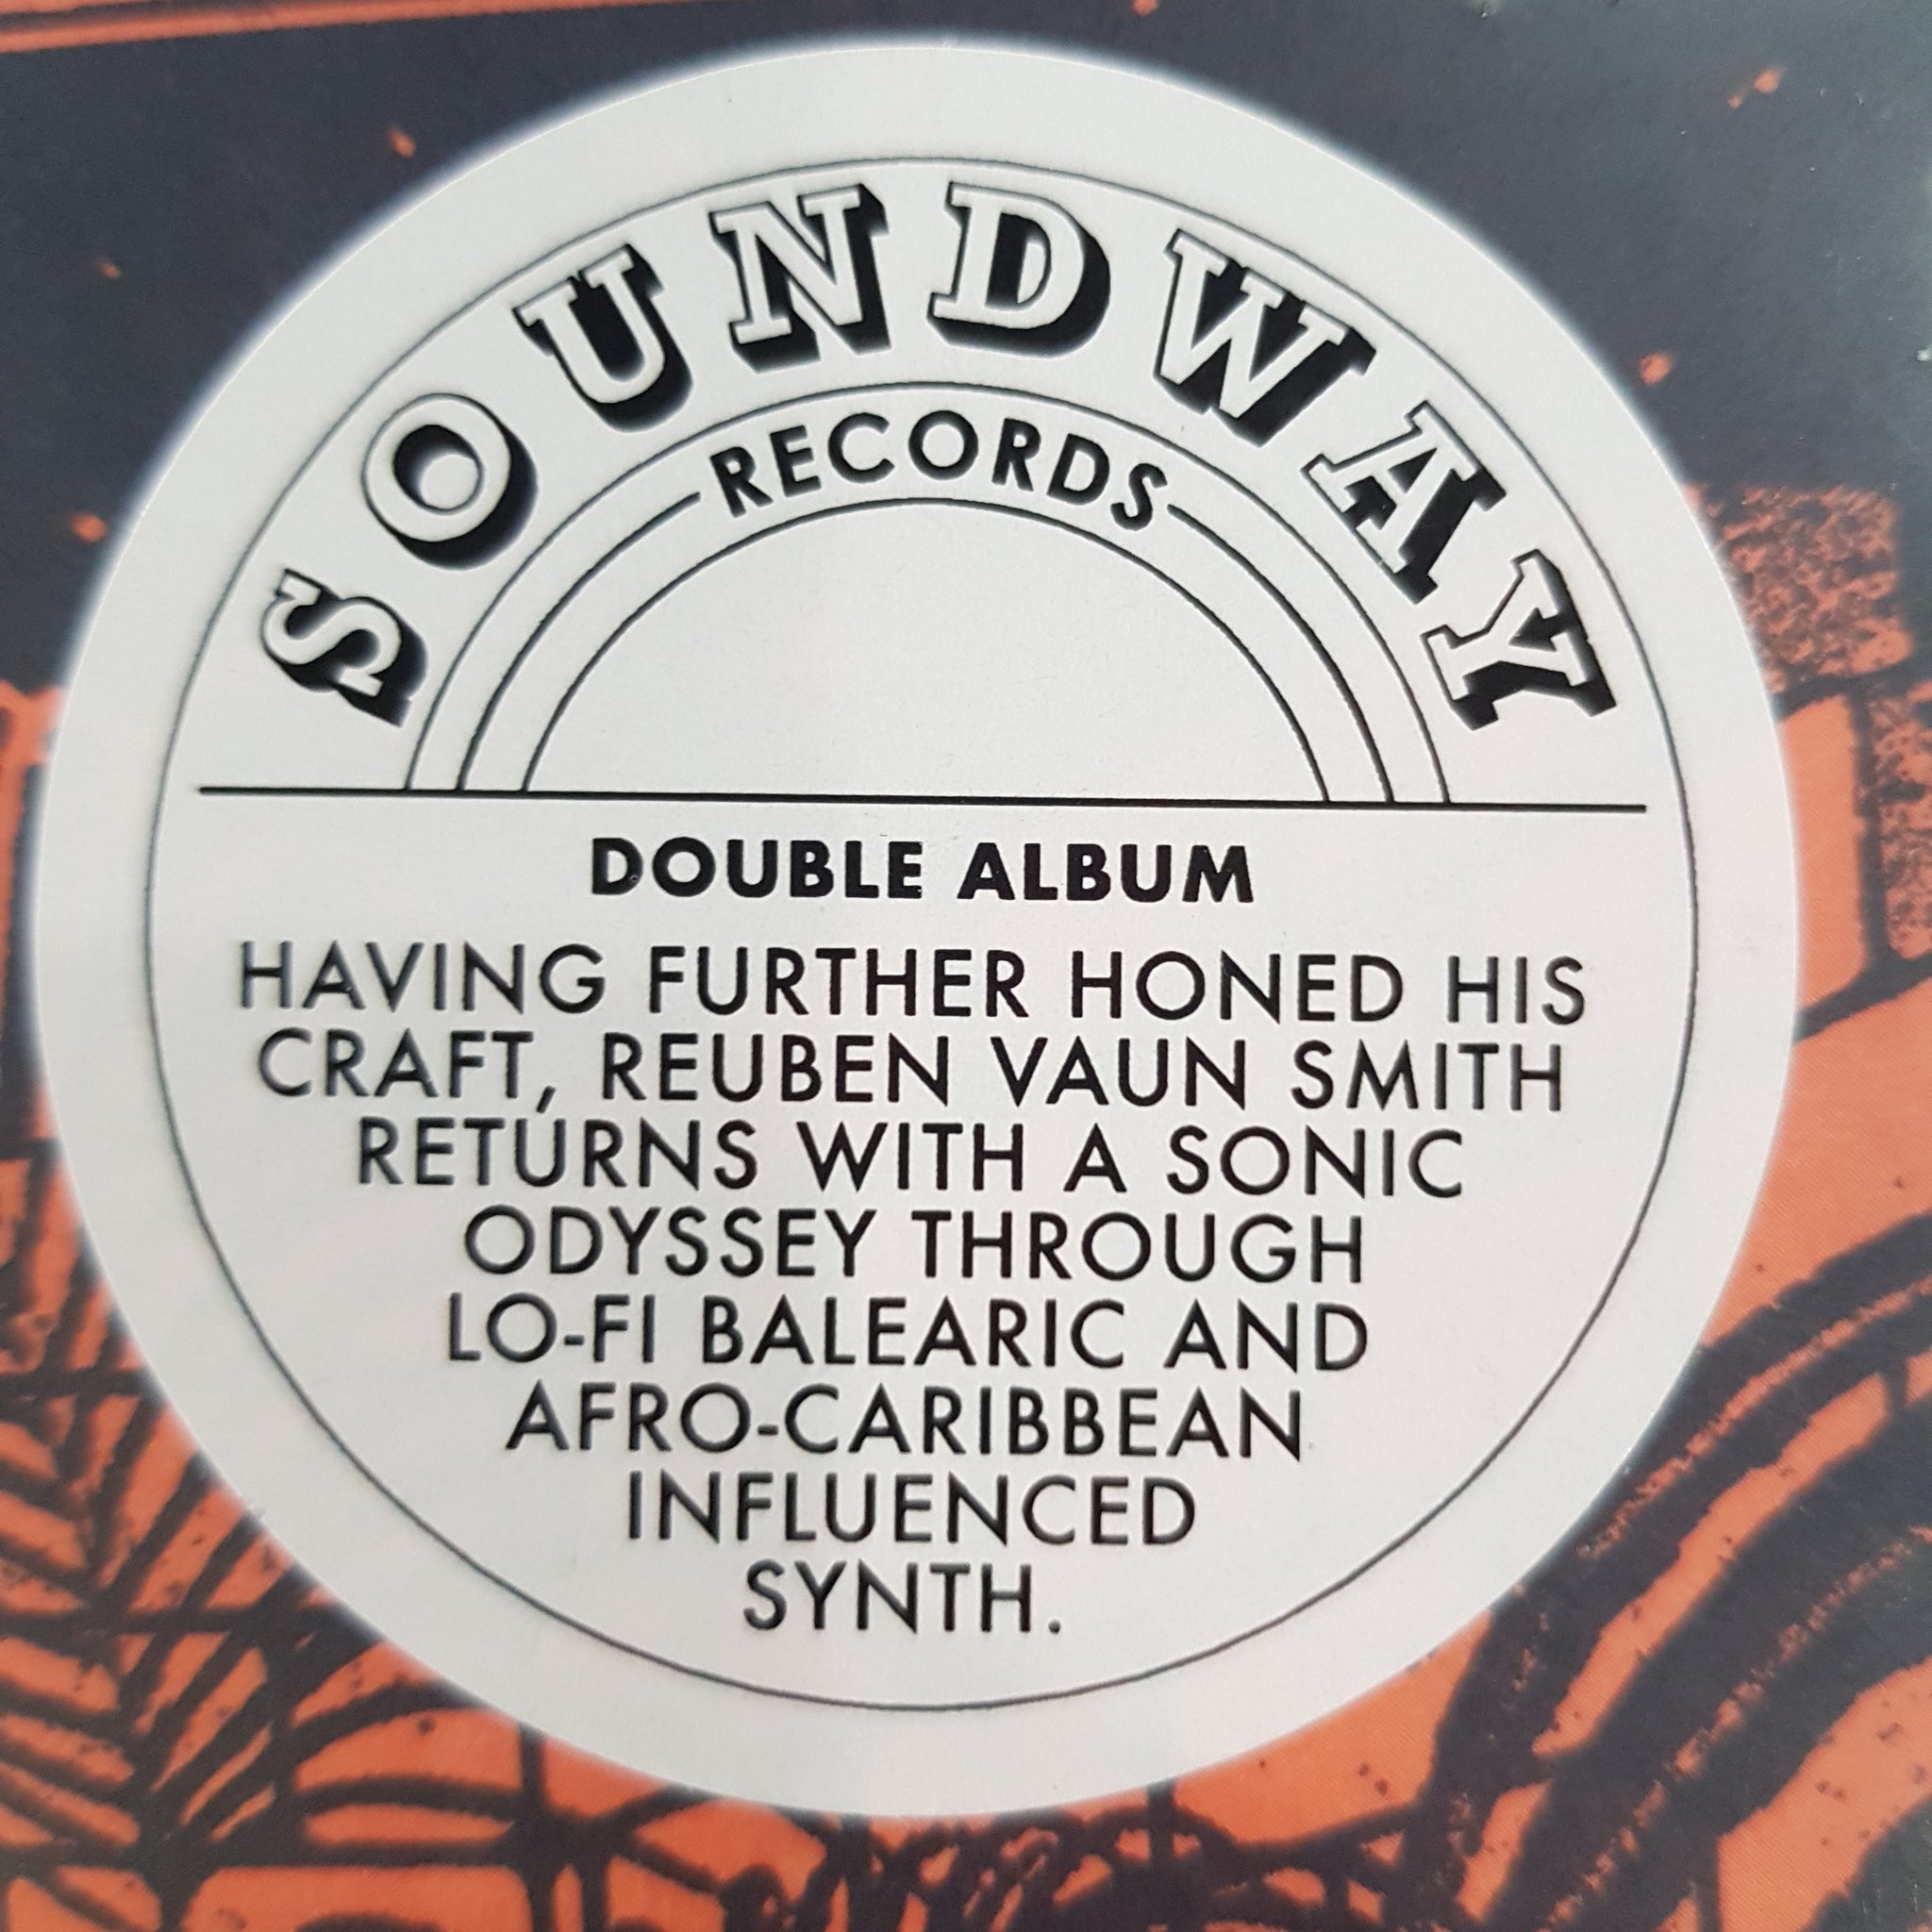 SOUNDWAY
RECORDS
DOUBLE ALBUM
HAVING FURTHER HONED HIS
CRAFT, REUBEN VAUN SMITH
RETURNS WITH A SONIC
ODYSSEY THROUGH
LO-FI BALEARIC AND
AFRO-CARIBBEAN
INFLUENCED
SYNTH.